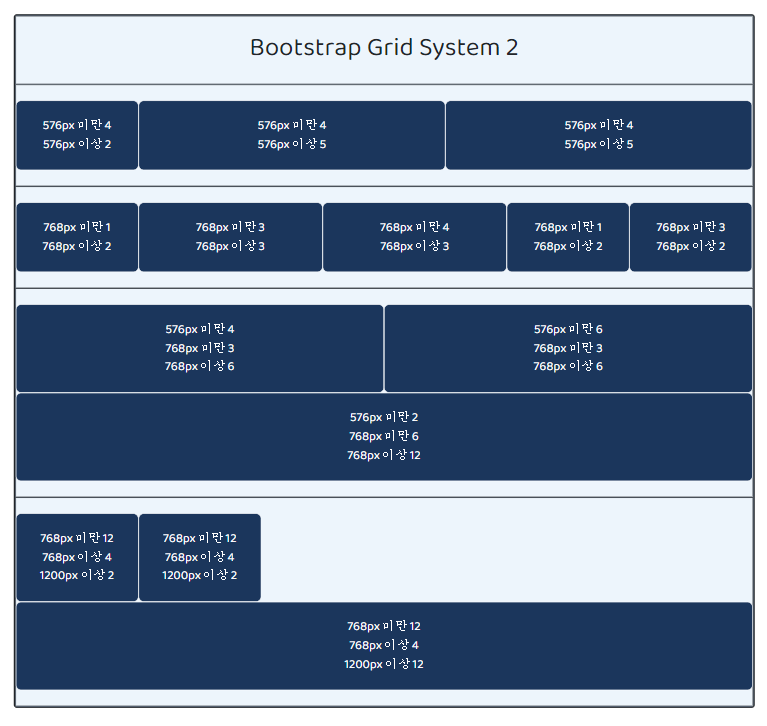 Bootstrap Grid System 2
576px 미만 4
576px 이상 2
576px 미만 4
576px 이상 5
576px 미만 4
576px 이상 5
768px 미만 1
768px 이상 2
768px 미만 3
768px 이상 3
768px 미만 4
768px 이상 3
768px 미만 1
768px 이상 2
768px 미만 3
768px 이상 2
576px 미만 4
768px 미만 3
768px 이상 6
576px 미만 6
768px 미만 3
768px 이상 6
576px 미만 2
768px 미만 6
768px 이상 12
768px 미만 12
768px 이상 4
1200px 이상 2
768px 미만 12
768px 이상 4
1200px 이상 2
768px 미만 12
768px 이상 4
1200px 이상 12